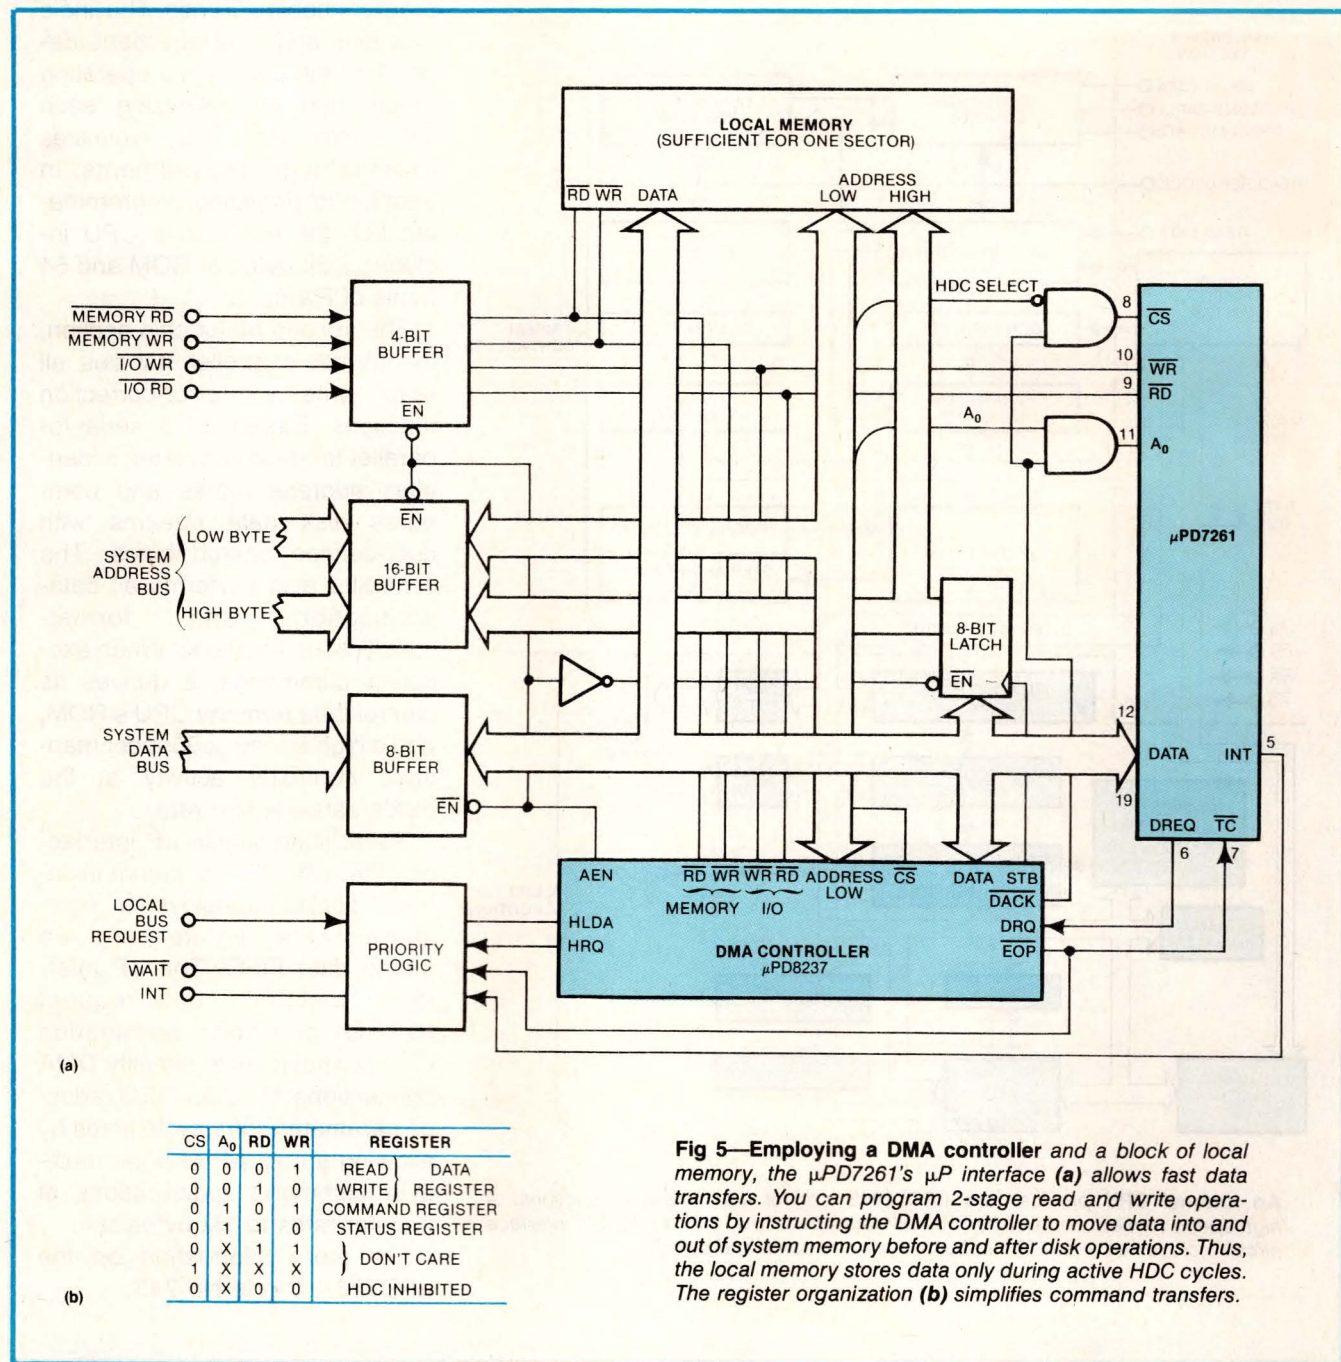 LOCAL MEMORY
(SUFFICIENT FOR ONE SECTOR)
RD WR DATA
ADDRESS
LOW HIGH
MEMORY RD
MEMORY WR
I/O WR
I/O RD
4-BIT
BUFFER
EN
HDC SELECT
8
CS
10
WR
9
RD
A0
11
A0
µPD7261
SYSTEM
ADDRESS
BUS
LOW BYTE
HIGH BYTE
EN
16-BIT
BUFFER
8-BIT
LATCH
EN
SYSTEM
DATA
BUS
8-BIT
BUFFER
EN
12
DATA
19
INT
5
DREQ
TC
6
7
AEN
RD WR WR RD
MEMORY I/O
ADDRESS
LOW
CS
DATA STB
DACK
DRQ
EOP
HLDA
HRQ
DMA CONTROLLER
µPD8237
LOCAL
BUS
REQUEST
WAIT
INT
PRIORITY
LOGIC
(a)
CS A0 RD WR REGISTER
0 0 0 1 READ } DATA
0 0 1 0 WRITE } REGISTER
0 1 0 1 COMMAND REGISTER
0 1 1 0 STATUS REGISTER
0 X 1 1 } DON'T CARE
1 X X X
0 X 0 0 HDC INHIBITED
(b)
Fig 5—Employing a DMA controller and a block of local
memory, the µPD7261's µP interface (a) allows fast data
transfers. You can program 2-stage read and write opera-
tions by instructing the DMA controller to move data into and
out of system memory before and after disk operations. Thus,
the local memory stores data only during active HDC cycles.
The register organization (b) simplifies command transfers.